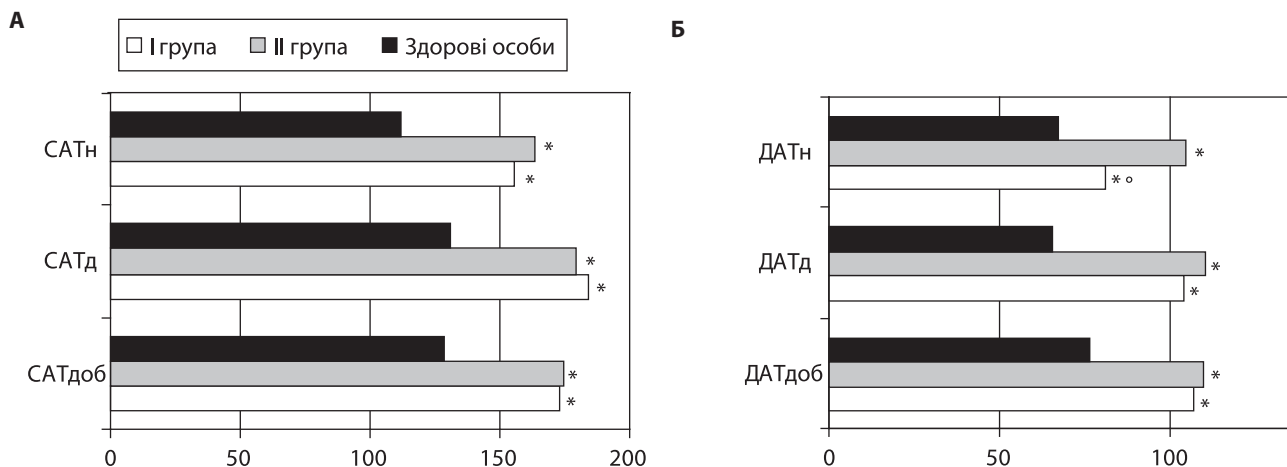 А
І група ІІ група Здорові особи
САТн
*
*
САТд
*
*
САТдоб
*
*
0 50 100 150 200
Б
ДАТн
*
* °
ДАТд
*
*
ДАТдоб
*
*
0 50 100